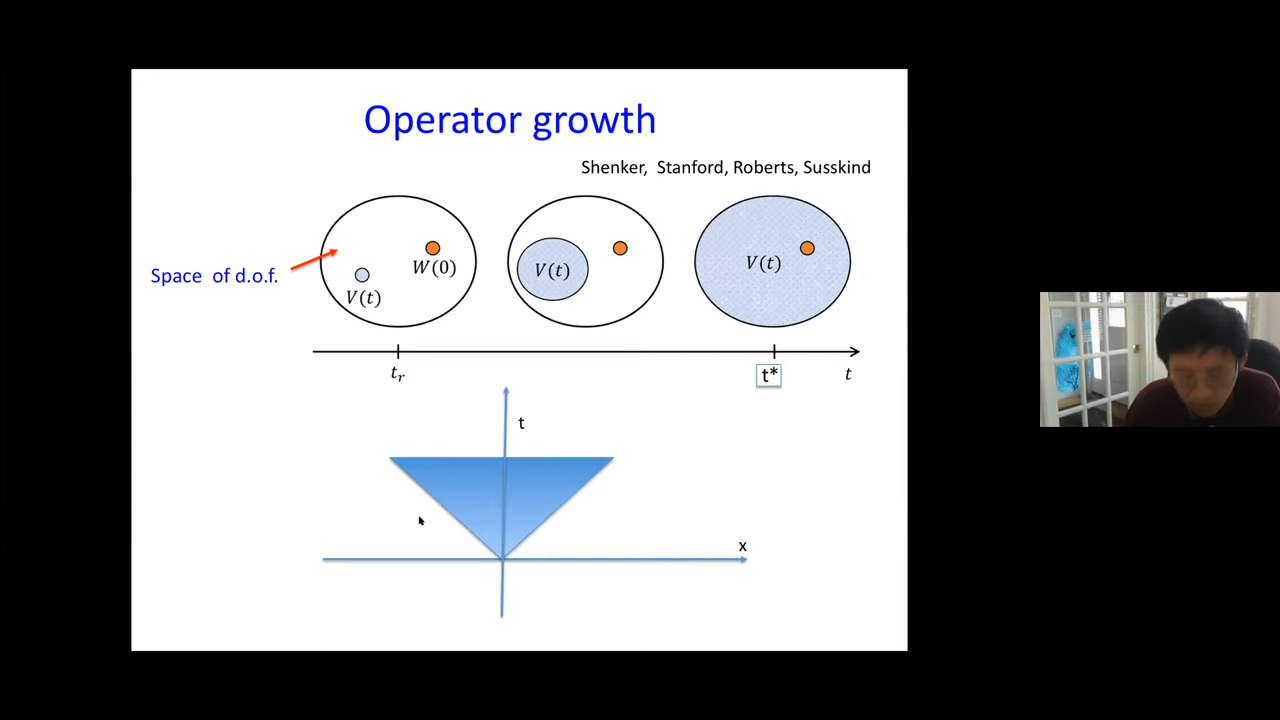 Operator growth
Shenker, Stanford, Roberts, Susskind
Space of d.o.f.
V(t)
W(0)
V(t)
V(t)
t_r
t*
t
t
x